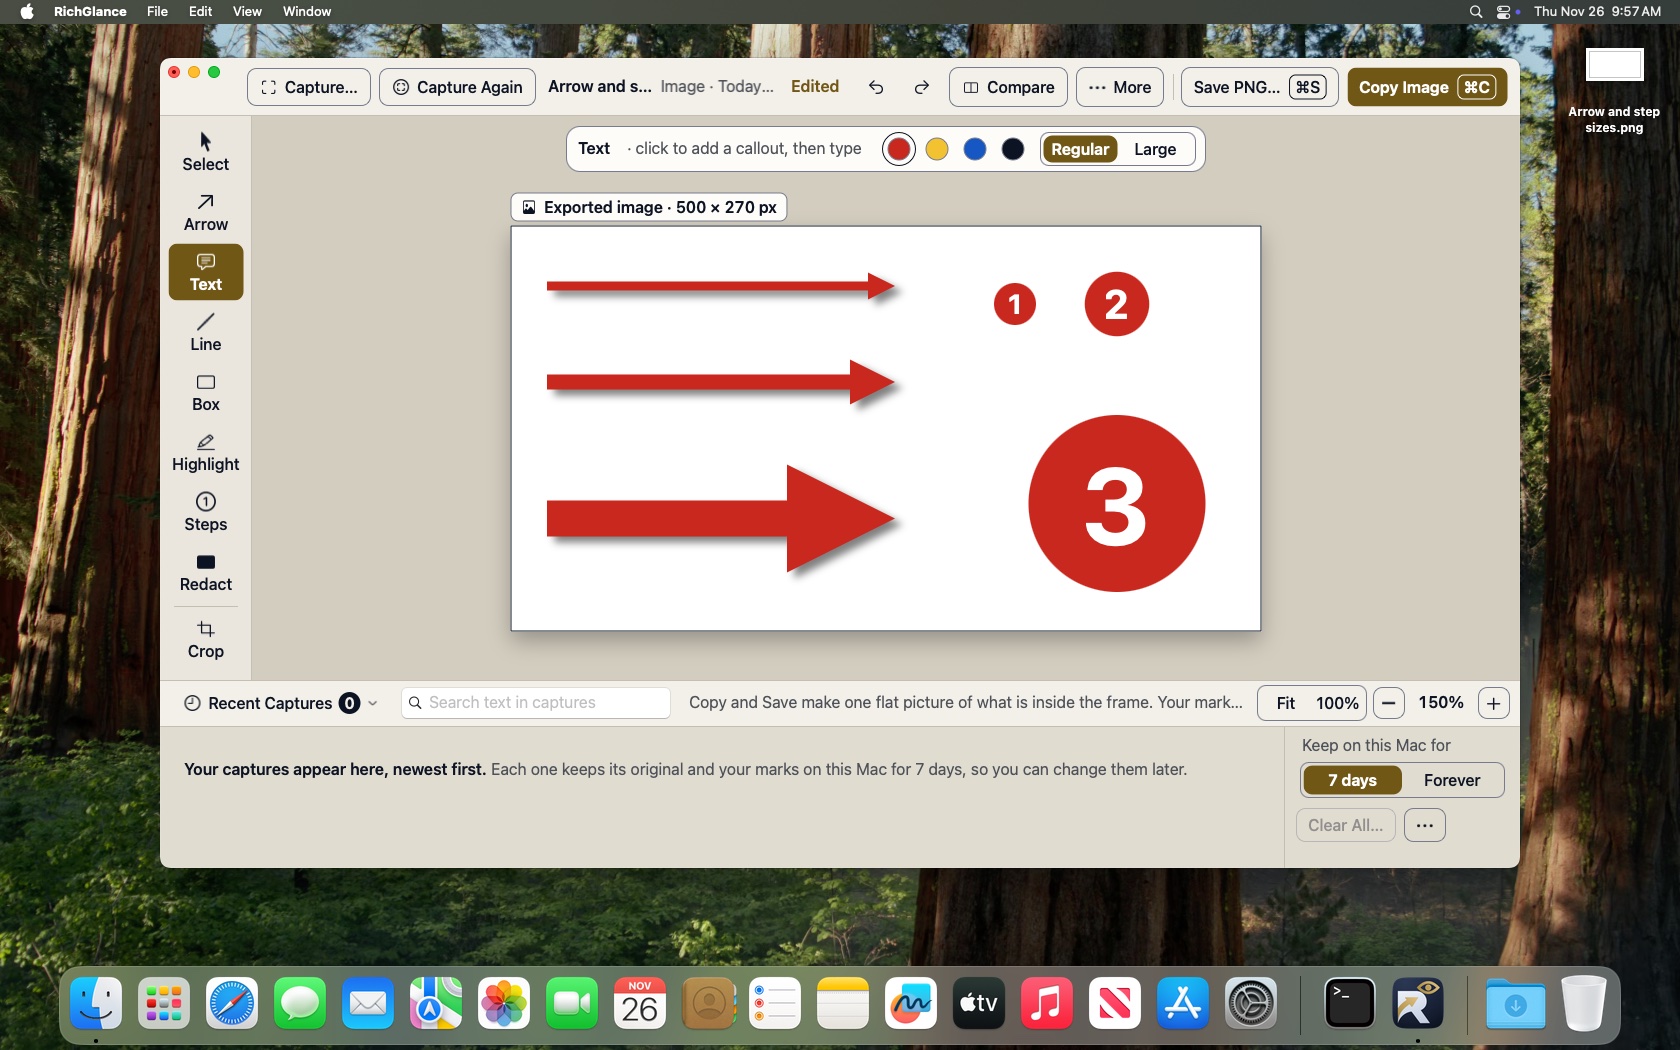 RichGlance File Edit View Window
Thu Nov 26 9:57 AM
Capture...
Capture Again
Arrow and s... Image · Today... Edited
Compare
More
Save PNG... ⌘S
Copy Image ⌘C
Arrow and step
sizes.png
Select
Arrow
Text
Line
Box
Highlight
1
Steps
Redact
Crop
Text · click to add a callout, then type
Regular Large
Exported image · 500 × 270 px
1 2
3
Recent Captures 0
Search text in captures
Copy and Save make one flat picture of what is inside the frame. Your mark...
Fit 100% − 150% +
Your captures appear here, newest first. Each one keeps its original and your marks on this Mac for 7 days, so you can change them later.
Keep on this Mac for
7 days Forever
Clear All... ...
NOV
26
tv
>_